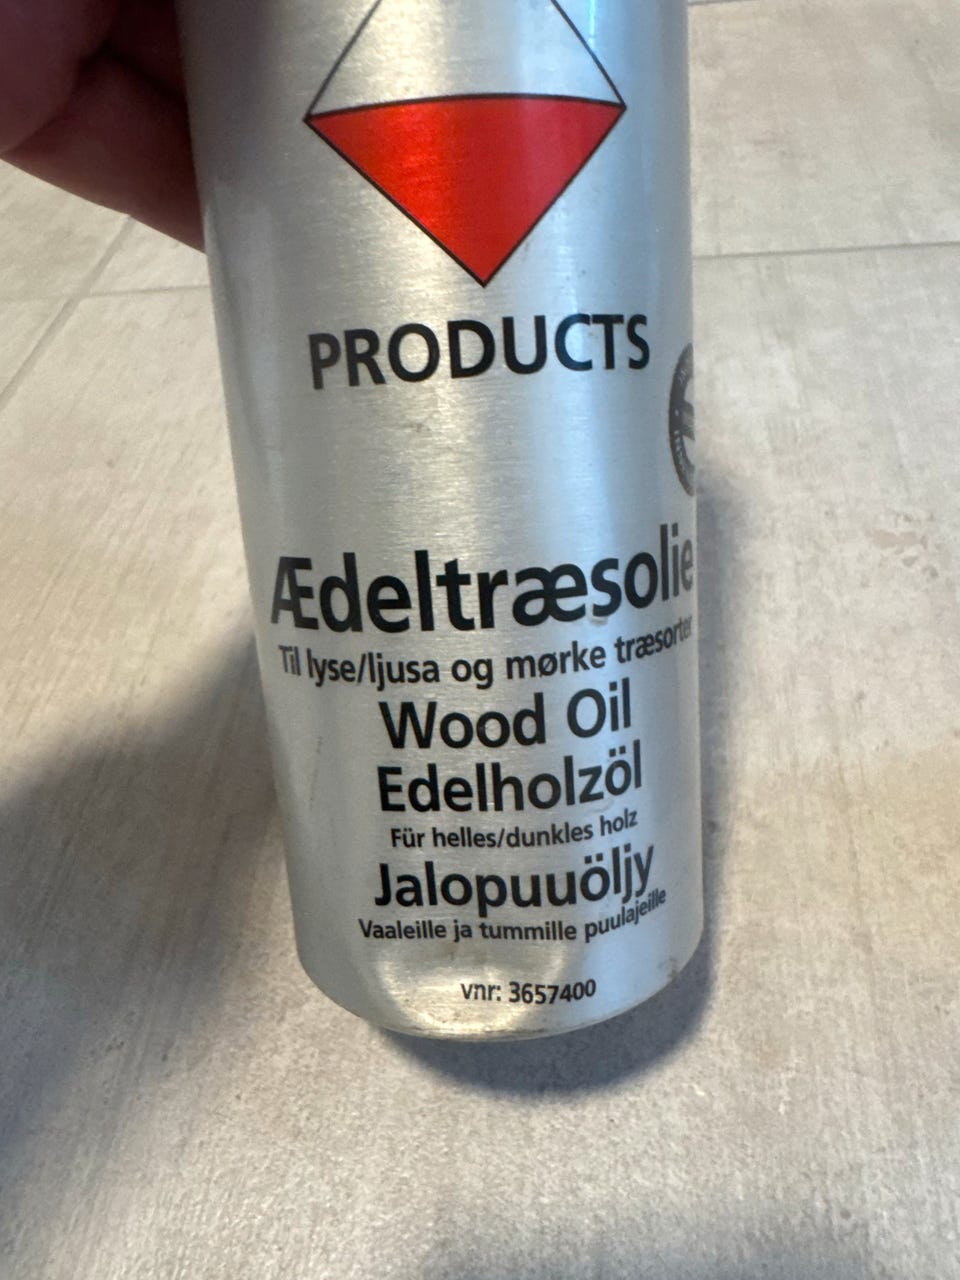 PRODUCTS
Ædeltræsolie
Til lyse/ljusa og mørke træsorter
Wood Oil
Edelholzöl
Für helles/dunkles holz
Jalopuuöljy
Vaaleille ja tummille puulajeille
vnr: 3657400